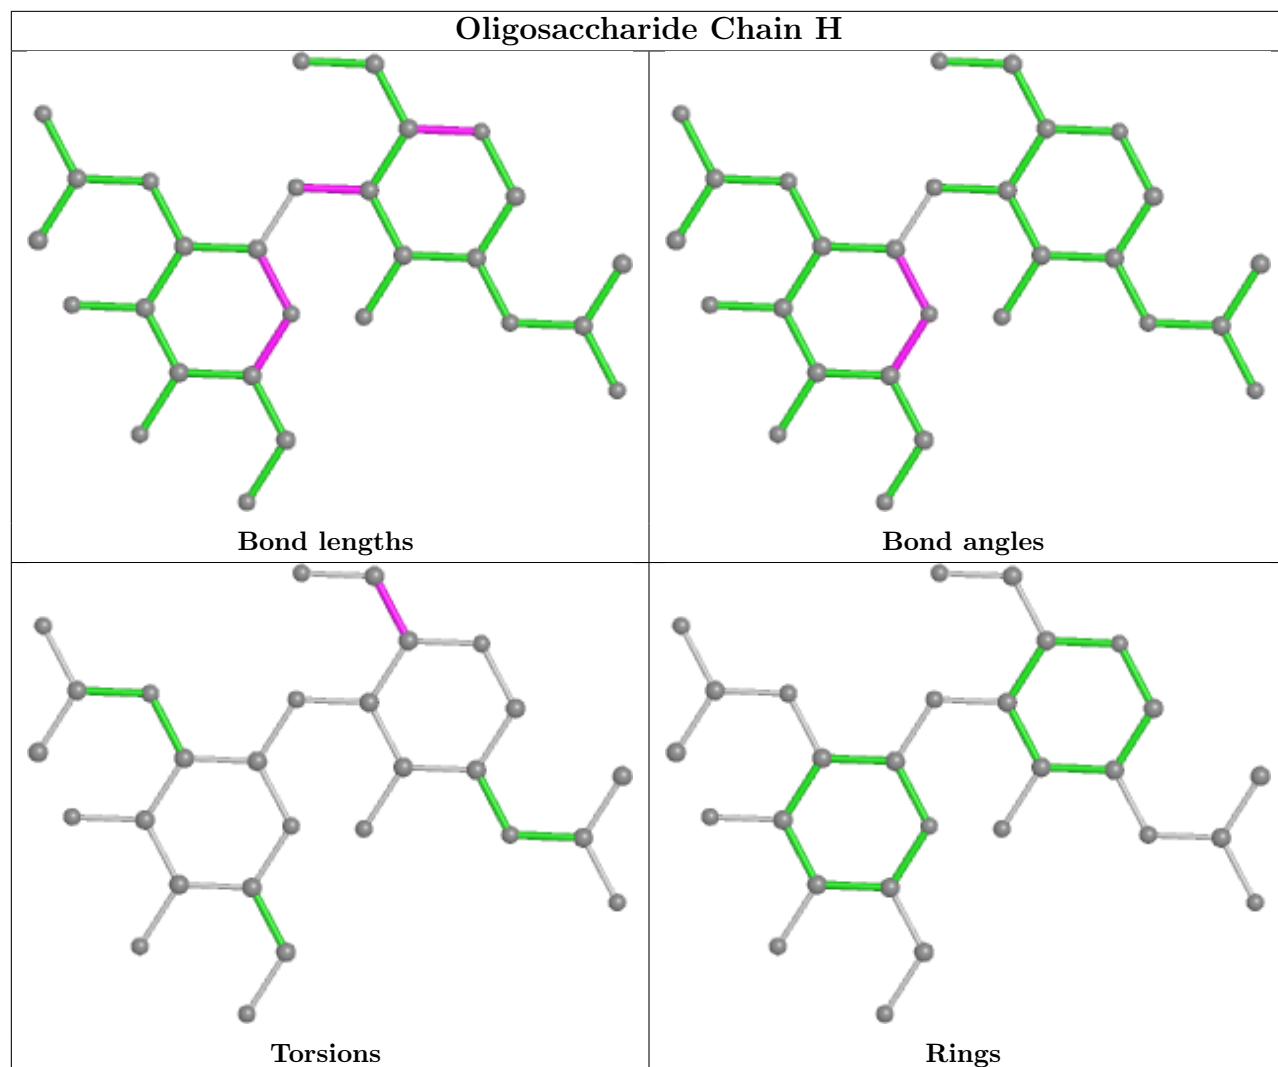 Oligosaccharide Chain H
Bond lengths
Bond angles
Torsions
Rings